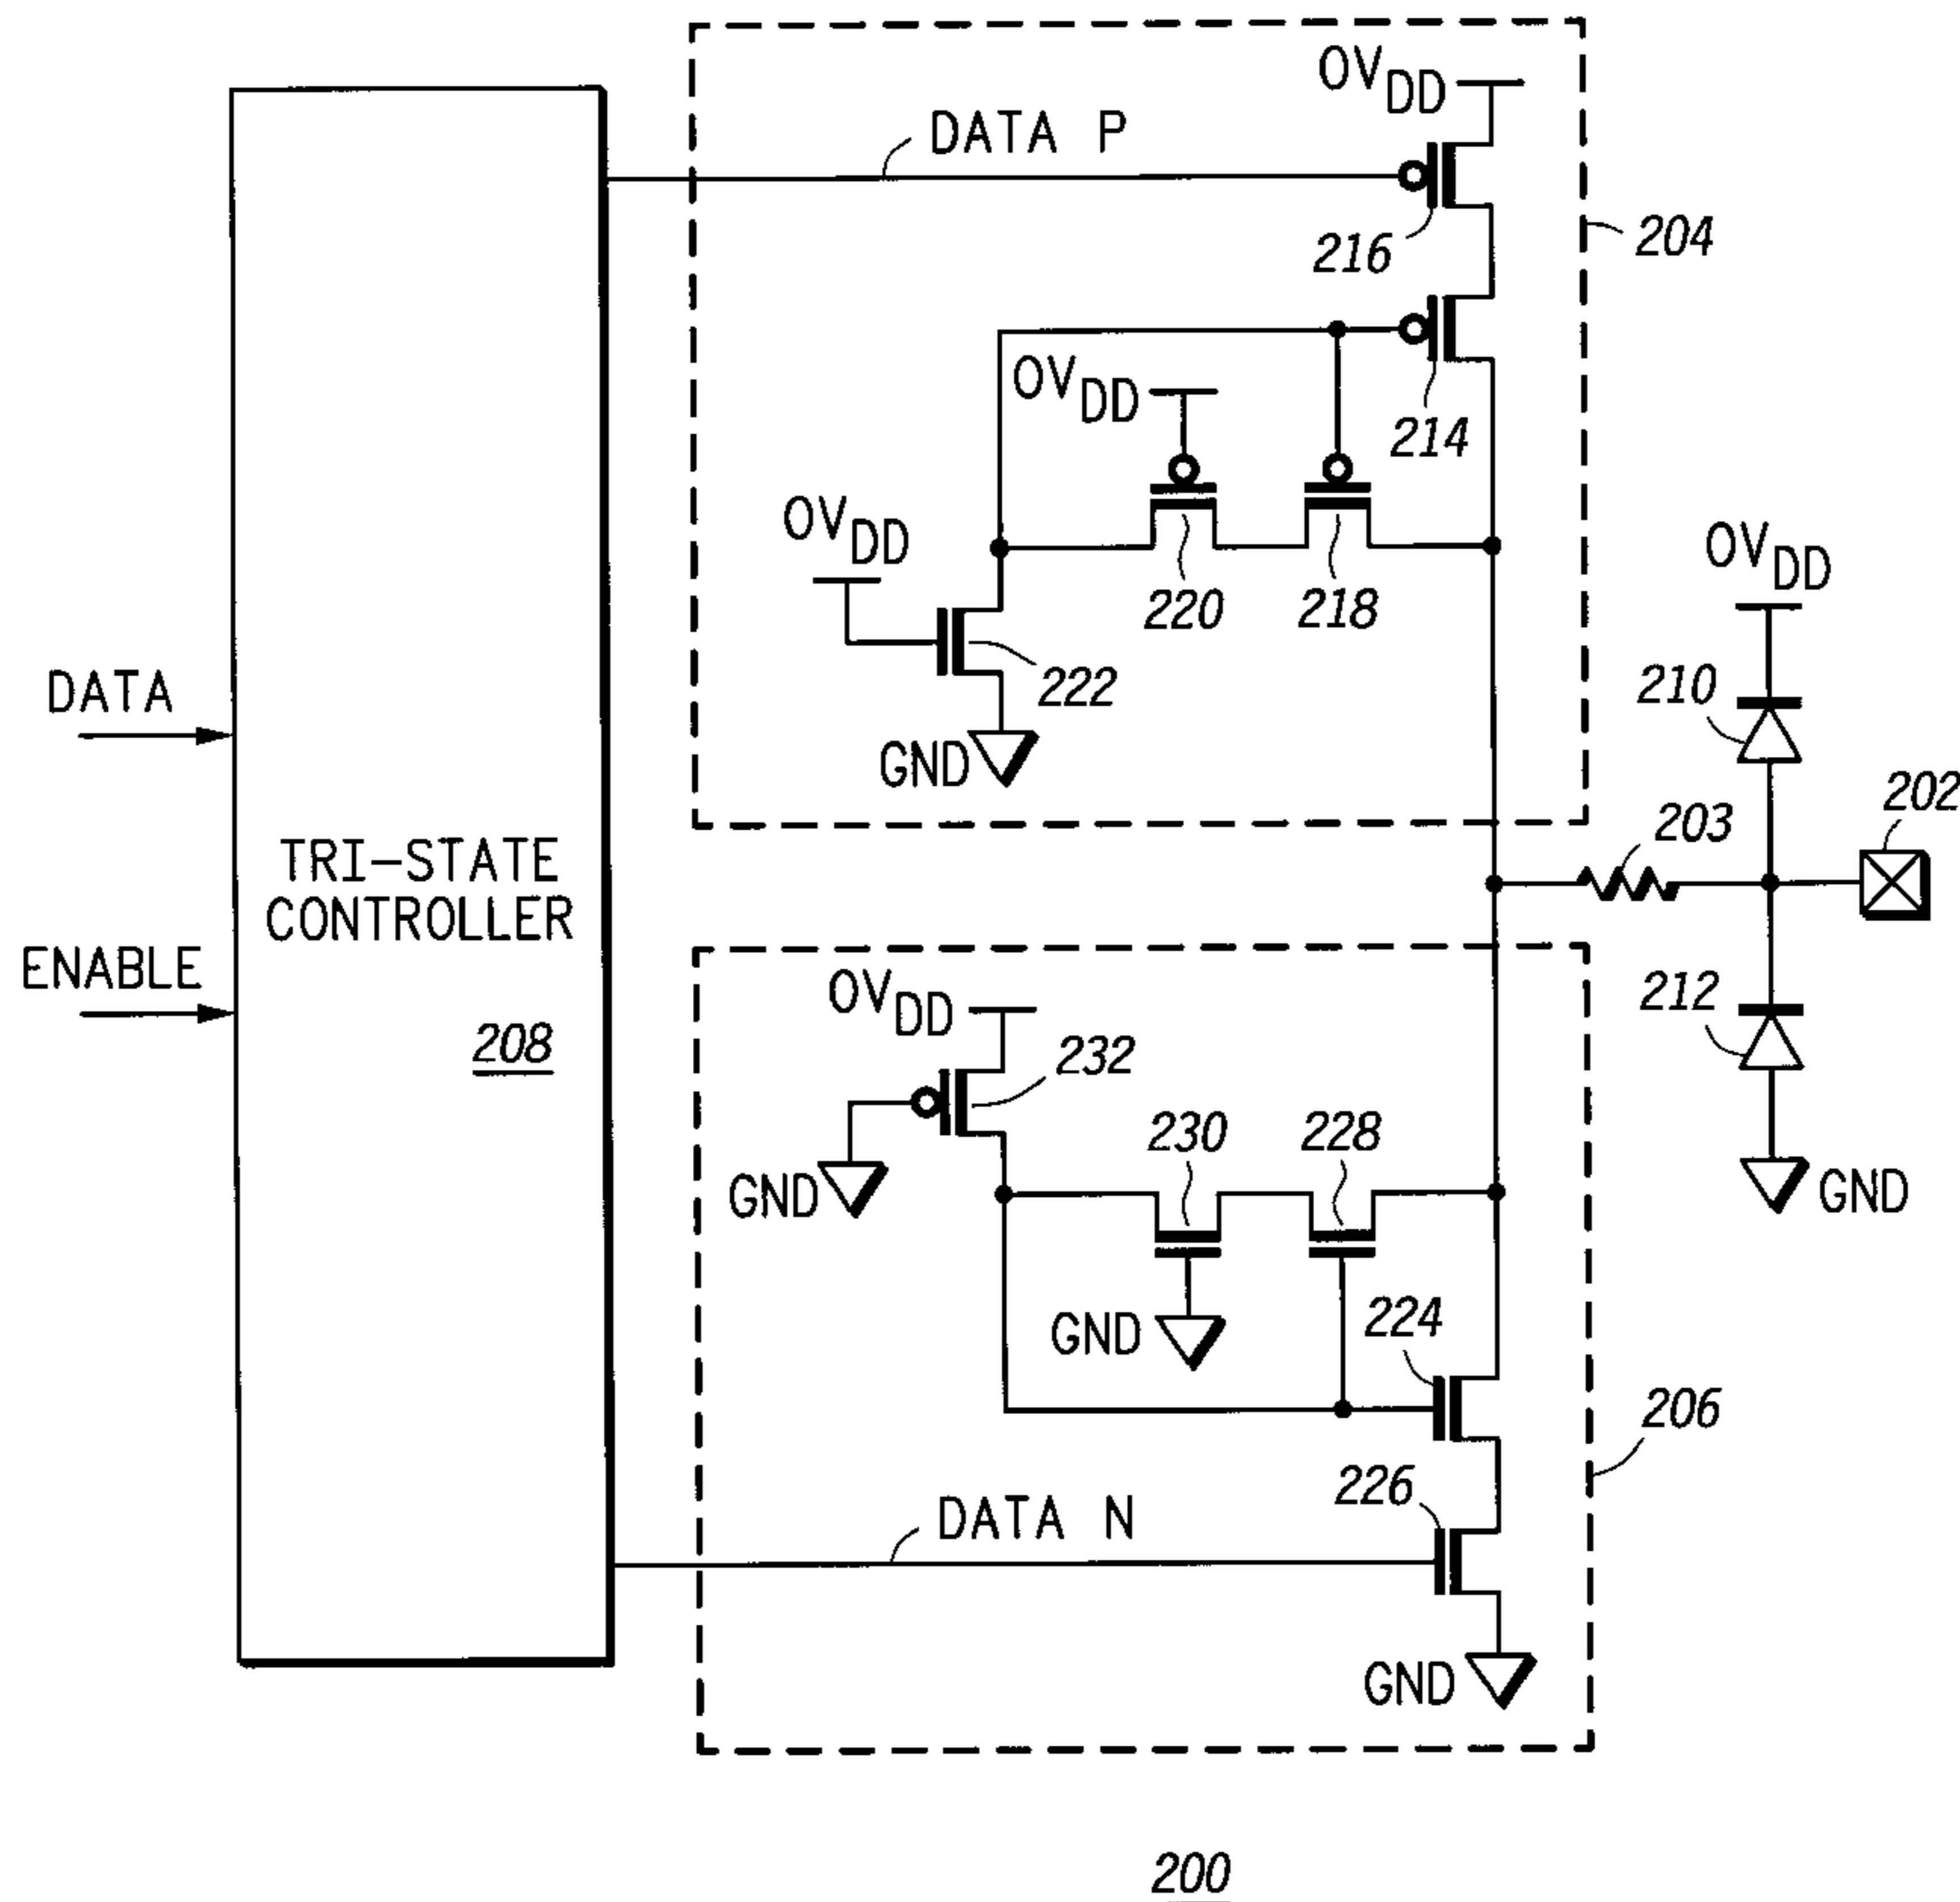 OVDD
DATA P
216
204
OVDD
214
OVDD
220
218
OVDD
222
210
DATA
GND
202
203
TRI-STATE
CONTROLLER
ENABLE
208
OVDD
232
212
230
228
GND
GND
GND
224
206
226
DATA N
GND
200